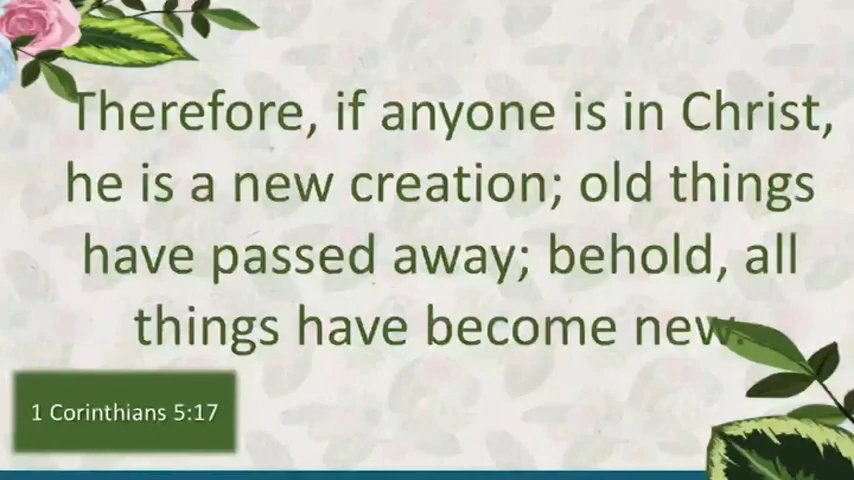 Therefore, if anyone is in Christ,
he is a new creation; old things
have passed away; behold, all
things have become new.
1 Corinthians 5:17